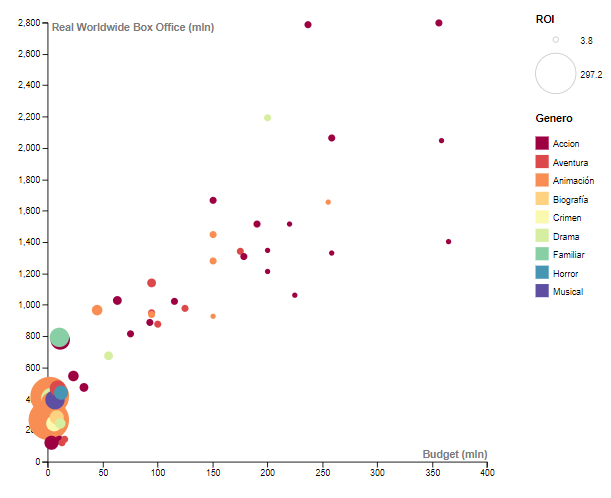 2,800
Real Worldwide Box Office (mln)
2,600
2,400
2,200
2,000
1,800
1,600
1,400
1,200
1,000
800
600
0
Budget (mln)
0
50
100
150
200
250
300
350
400
ROI
3.8
297.2
Genero
Accion
Aventura
Animación
Biografía
Crimen
Drama
Familiar
Horror
Musical